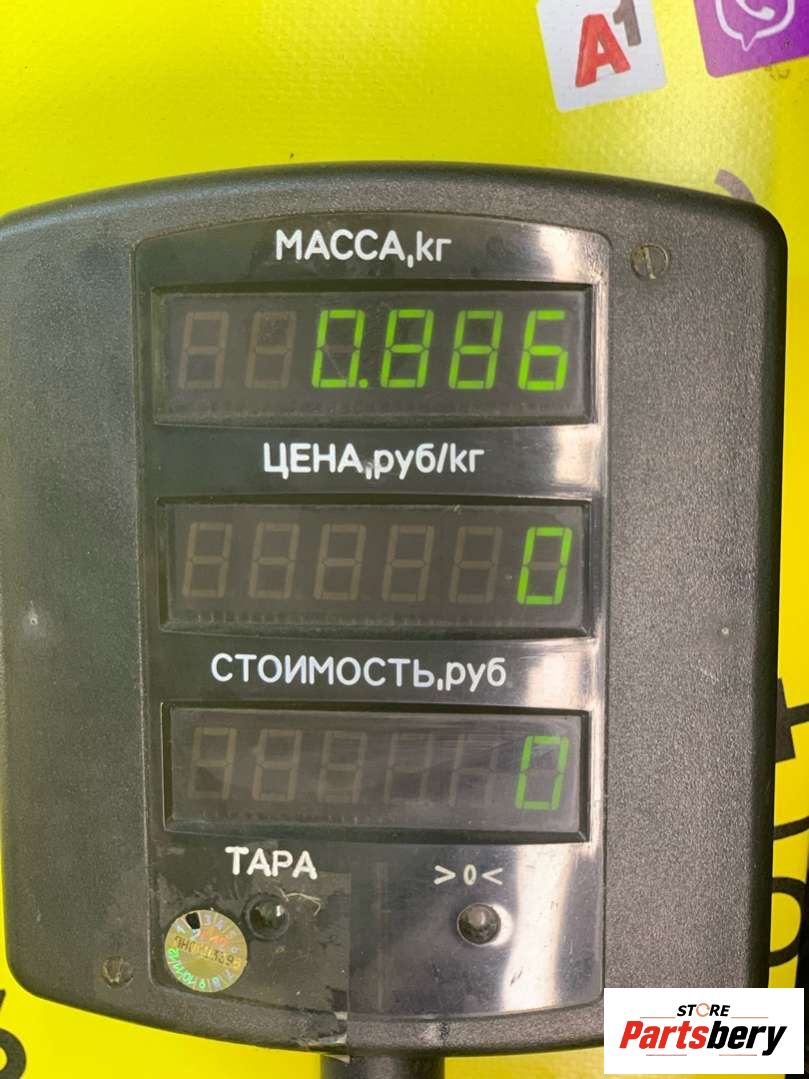 A1
МАССА,кг
0.886
ЦЕНА,руб/кг
0
СТОИМОСТЬ,руб
0
ТАРА >0<
STORE
Partsbery